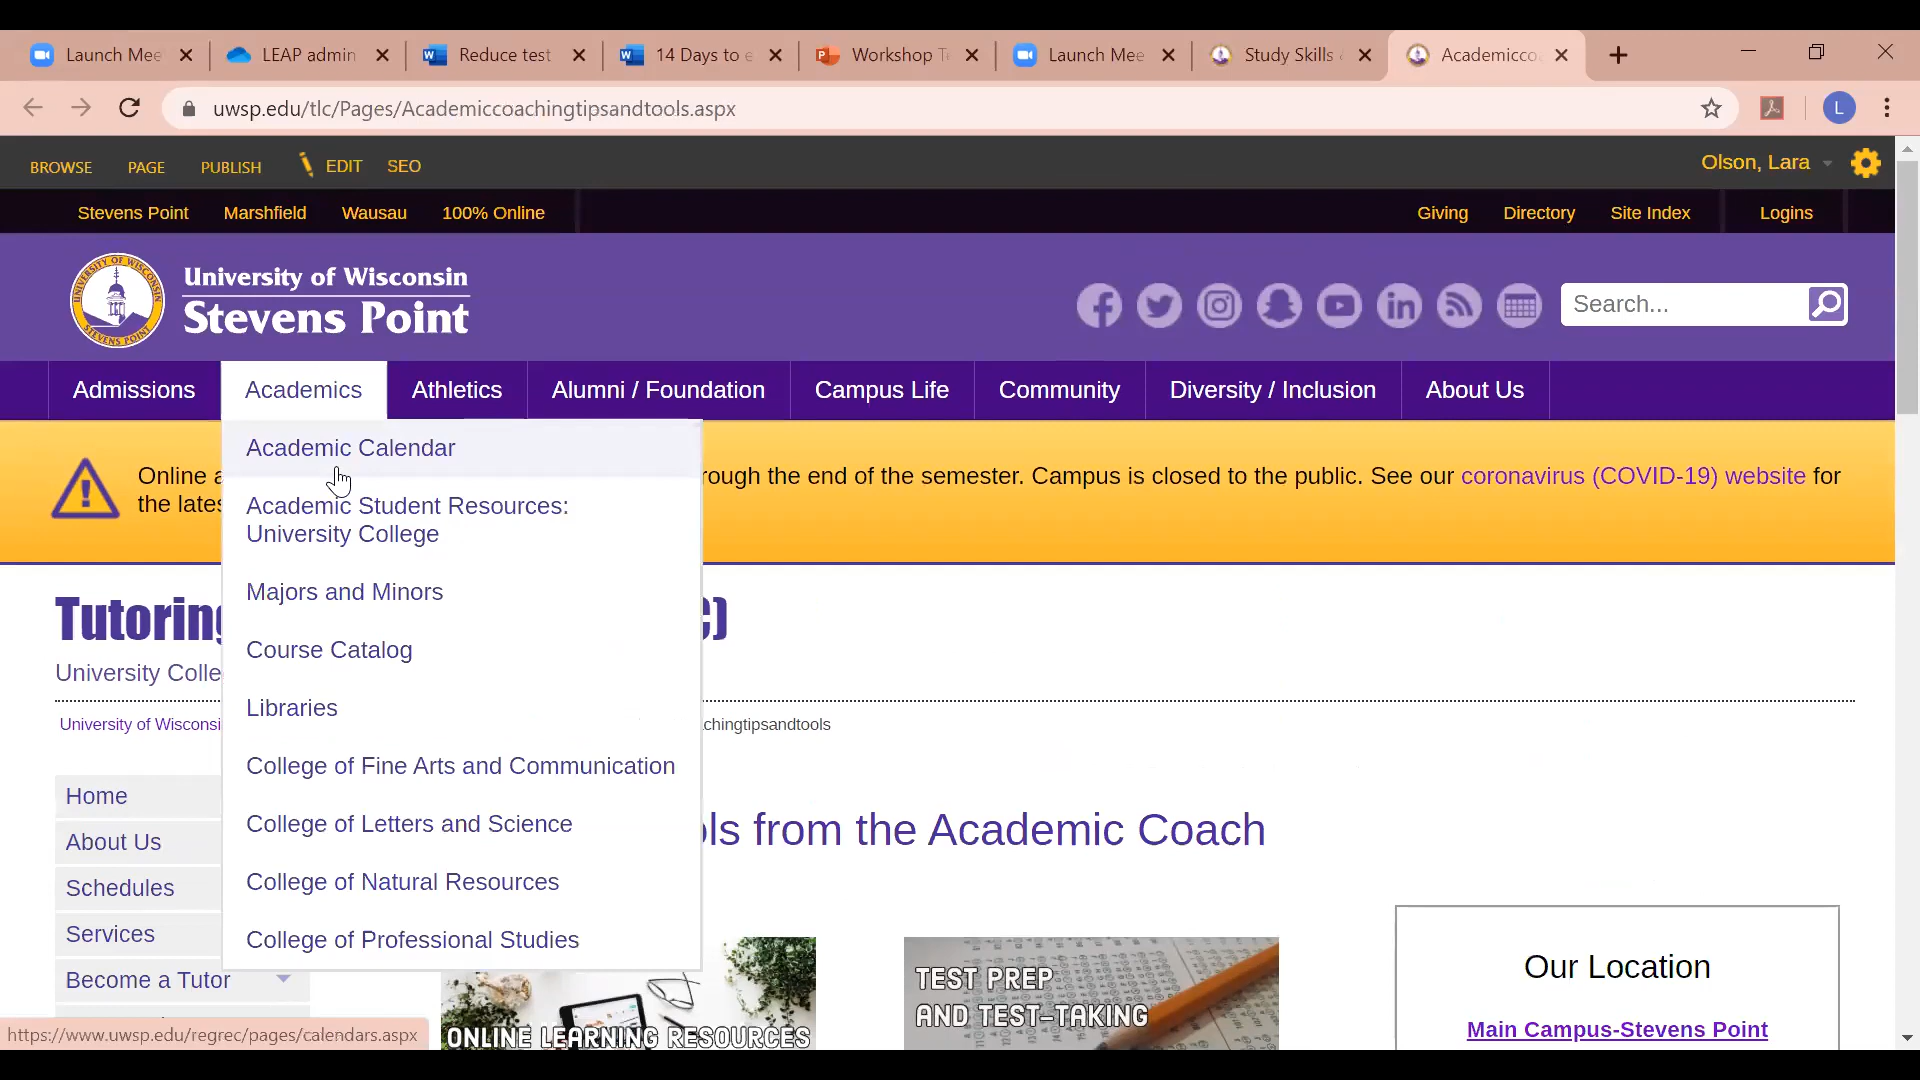 Launch Mee
LEAP admin
Reduce test
14 Days to e
Workshop T
Launch Mee
Study Skills
Academicco
uwsp.edu/tlc/Pages/Academiccoachingtipsandtools.aspx
L
BROWSE PAGE PUBLISH EDIT SEO
Olson, Lara
Stevens Point Marshfield Wausau 100% Online
Giving Directory Site Index Logins
University of Wisconsin
Stevens Point
Search...
Admissions Academics Athletics Alumni / Foundation Campus Life Community Diversity / Inclusion About Us
Online a
rough the end of the semester. Campus is closed to the public. See our coronavirus (COVID-19) website for
the lates
Academic Calendar
Academic Student Resources:
University College
Majors and Minors
Course Catalog
Libraries
College of Fine Arts and Communication
College of Letters and Science
College of Natural Resources
College of Professional Studies
Tutoring
C)
University Colle
University of Wisconsi
chingtipsandtools
Home
About Us
Schedules
Services
Become a Tutor
ols from the Academic Coach
ONLINE LEARNING RESOURCES
TEST PREP
AND TEST-TAKING
Our Location
Main Campus-Stevens Point
https://www.uwsp.edu/regrec/pages/calendars.aspx